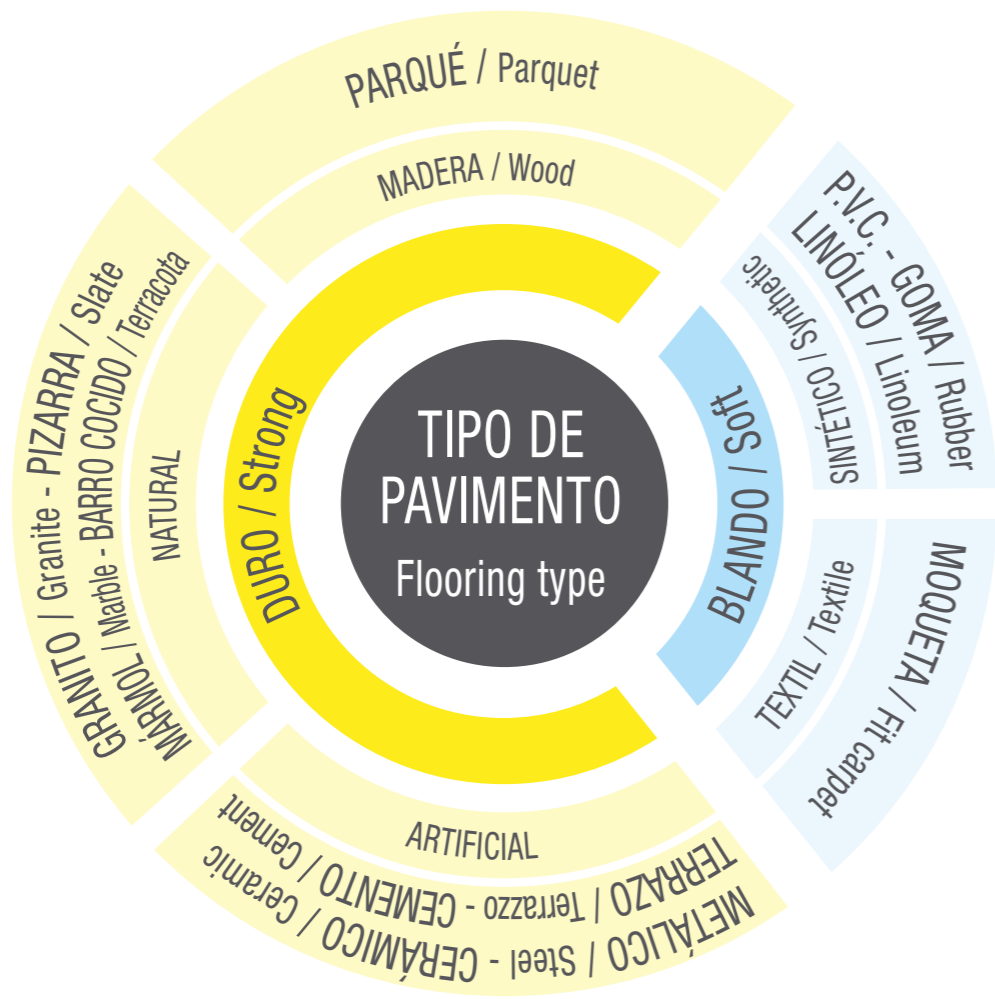 TIPO DE
PAVIMENTO
Flooring type
DURO / Strong
BLANDO / Soft
MADERA / Wood
PARQUÉ / Parquet
SINTÉTICO / Synthetic
P.V.C. - GOMA / Rubber
LINÓLEO / Linoleum
TEXTIL / Textile
MOQUETA / Fit carpet
ARTIFICIAL
TERRAZO / Terrazzo - CEMENTO / Cement
METÁLICO / Steel - CERÁMICO / Ceramic
NATURAL
GRANITO / Granite - PIZARRA / Slate
MÁRMOL / Marble - BARRO COCIDO / Terracota